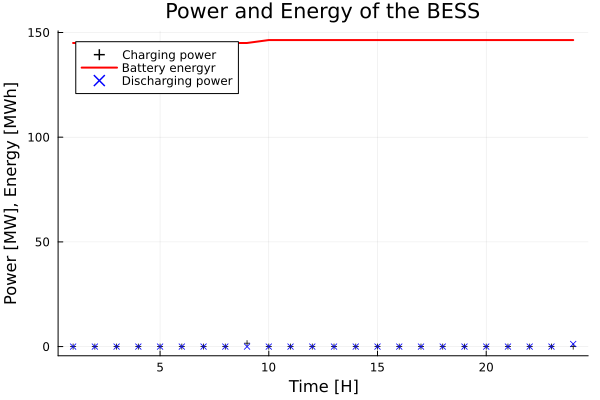 Power and Energy of the BESS
Power [MW], Energy [MWh]
150
100
50
0
Charging power
Battery energyr
Discharging power
5
10
15
20
Time [H]